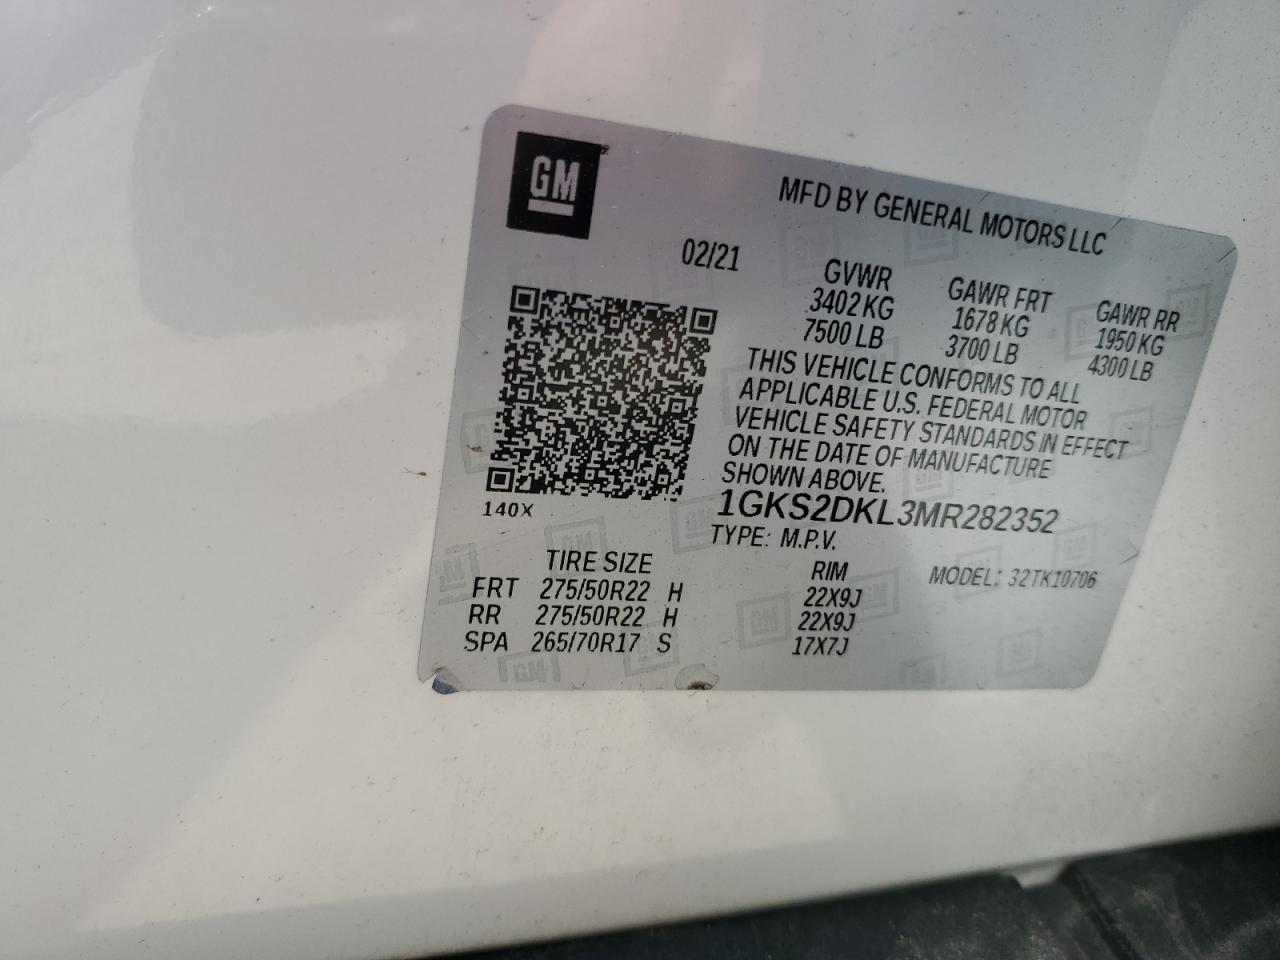 GM
MFD BY GENERAL MOTORS LLC
02/21
GVWR GAWR FRT GAWR RR
3402 KG 1678 KG 1950 KG
7500 LB 3700 LB 4300 LB
THIS VEHICLE CONFORMS TO ALL
APPLICABLE U.S. FEDERAL MOTOR
VEHICLE SAFETY STANDARDS IN EFFECT
ON THE DATE OF MANUFACTURE
SHOWN ABOVE.
140X
1GKS2DKL3MR282352
TYPE: M.P.V.
MODEL: 32TK10706
TIRE SIZE RIM
FRT 275/50R22 H 22X9J
RR 275/50R22 H 22X9J
SPA 265/70R17 S 17X7J